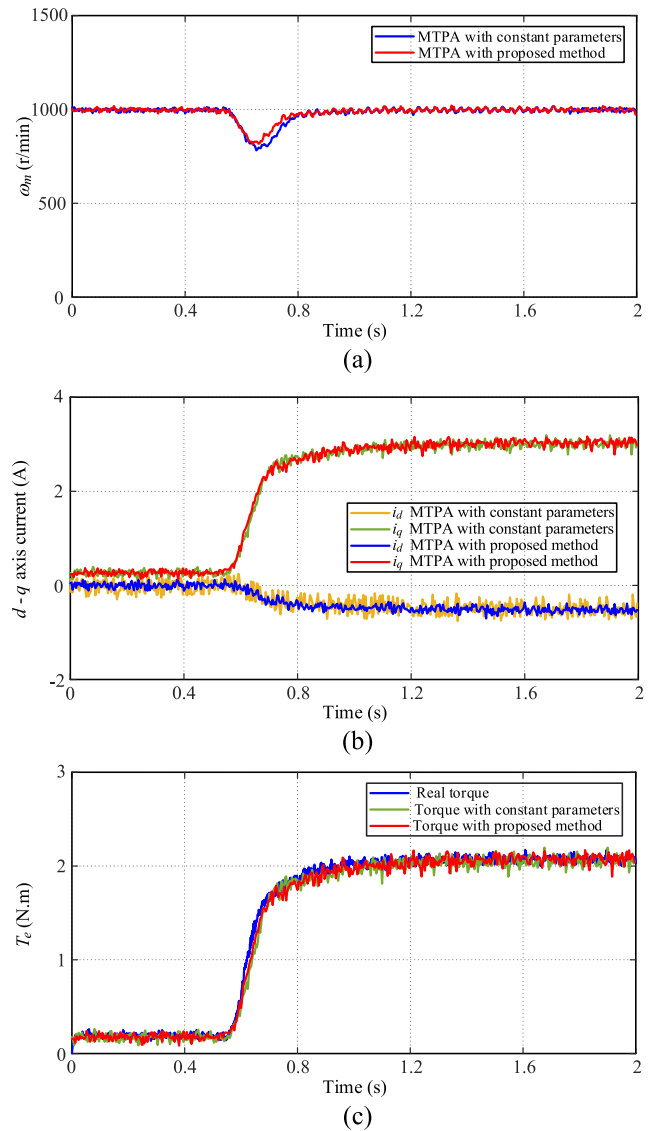 1500
MTPA with constant parameters
MTPA with proposed method
1000
ωm (r/min)
500
0
0 0.4 0.8 1.2 1.6 2
Time (s)
(a)
4
2
d - q axis current (A)
id MTPA with constant parameters
iq MTPA with constant parameters
id MTPA with proposed method
iq MTPA with proposed method
0
-2
0 0.4 0.8 1.2 1.6 2
Time (s)
(b)
3
Real torque
Torque with constant parameters
Torque with proposed method
2
Te (N.m)
1
0
0 0.4 0.8 1.2 1.6 2
Time (s)
(c)